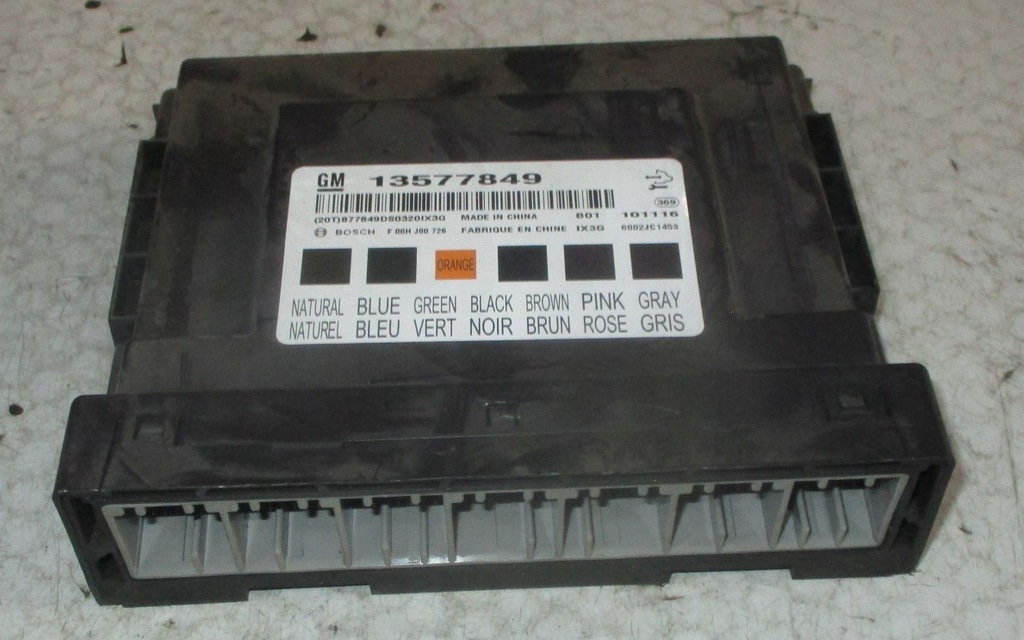 GM 13577849
369
(20T)877849DS0320IX3G MADE IN CHINA B01 101116
BOSCH F 00H J00 726 FABRIQUE EN CHINE IX3G 6002JC1453
ORANGE
NATURAL BLUE GREEN BLACK BROWN PINK GRAY
NATUREL BLEU VERT NOIR BRUN ROSE GRIS